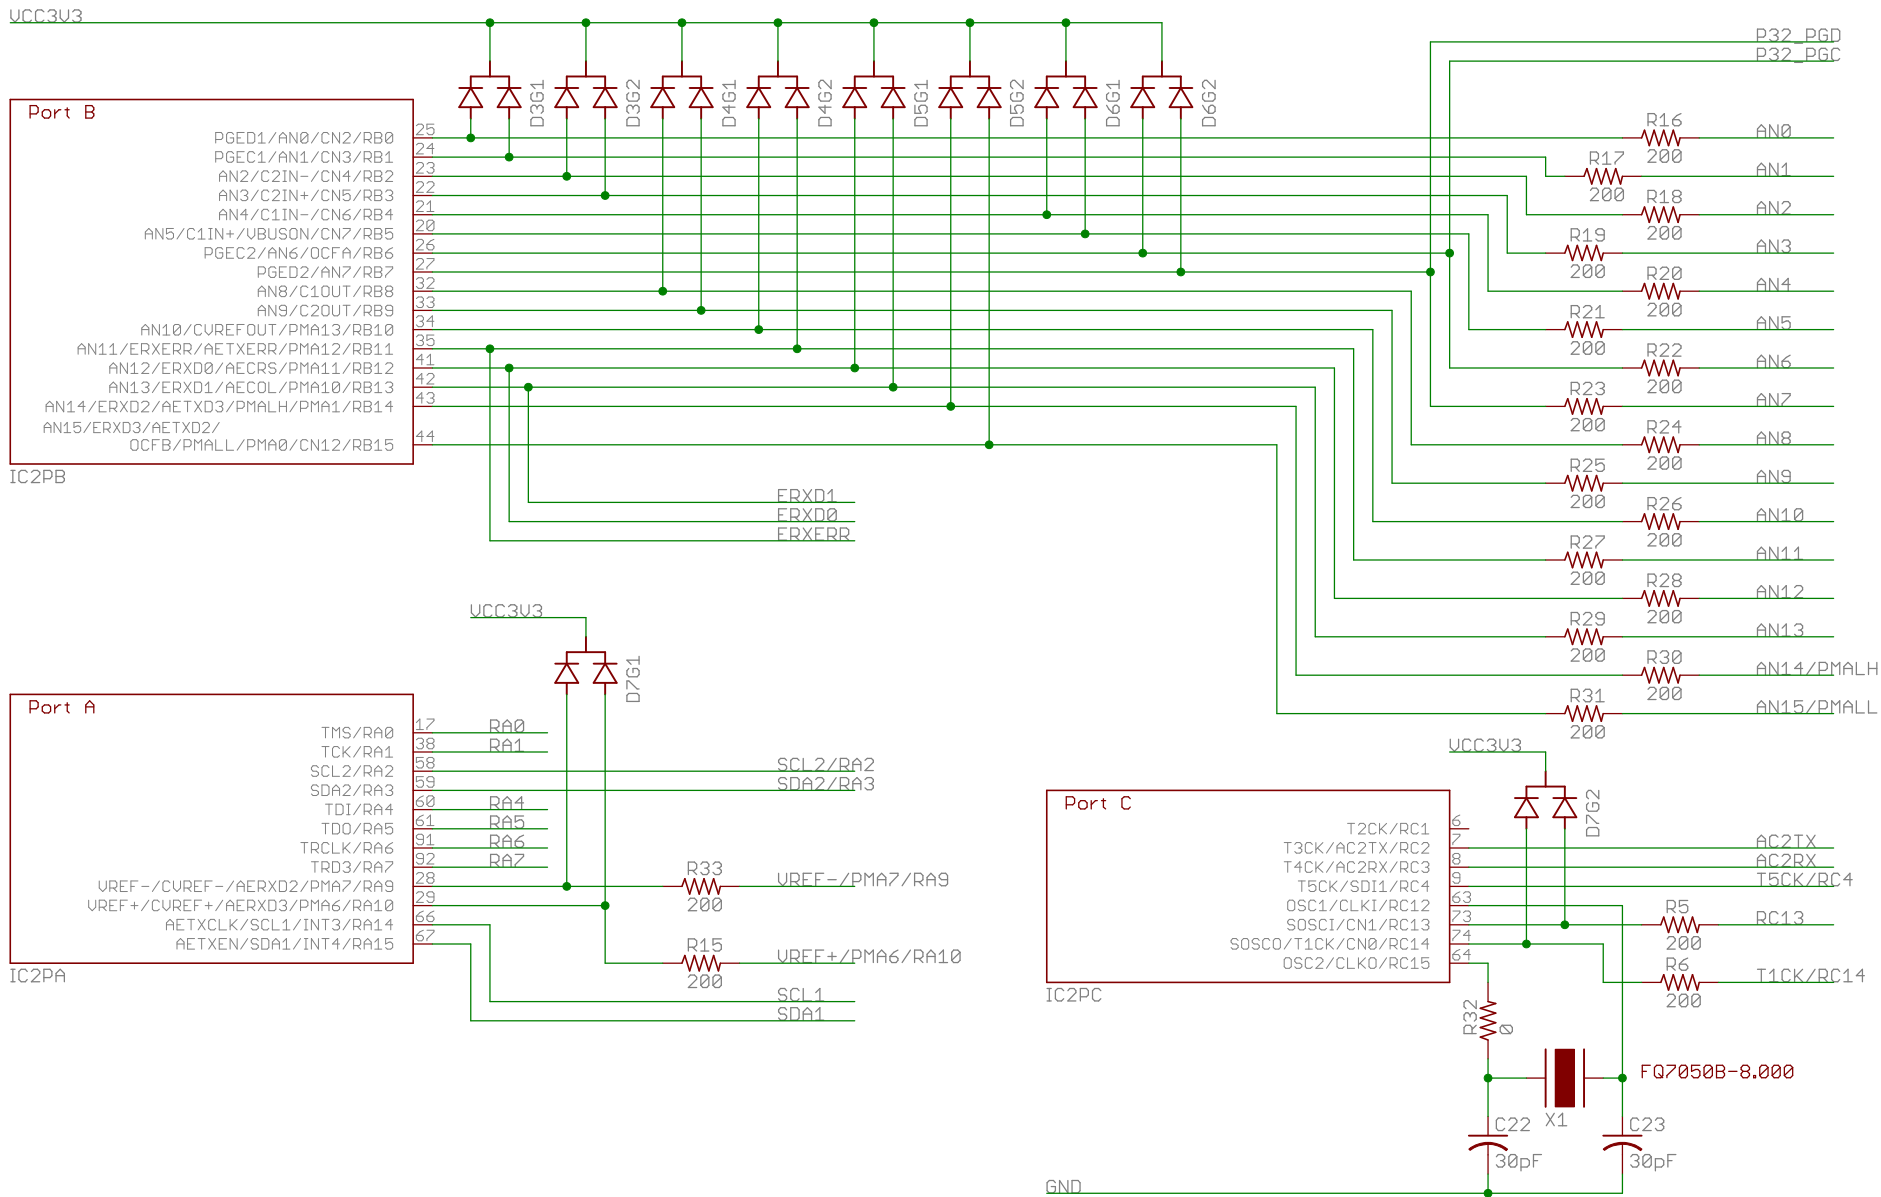 VCC3V3
P32_PGD
P32_PGC
D3G1
D3G2
D4G1
D4G2
D5G1
D5G2
D6G1
D6G2
Port B
PGED1/AN0/CN2/RB0 25
PGEC1/AN1/CN3/RB1 24
AN2/C2IN-/CN4/RB2 23
AN3/C2IN+/CN5/RB3 22
AN4/C1IN-/CN6/RB4 21
AN5/C1IN+/VBUSON/CN7/RB5 20
PGEC2/AN6/OCFA/RB6 26
PGED2/AN7/RB7 27
AN8/C1OUT/RB8 32
AN9/C2OUT/RB9 33
AN10/CVREFOUT/PMA13/RB10 34
AN11/ERXERR/AETXERR/PMA12/RB11 35
AN12/ERXD0/AECRS/PMA11/RB12 41
AN13/ERXD1/AECOL/PMA10/RB13 42
AN14/ERXD2/AETXD3/PMALH/PMA1/RB14 43
AN15/ERXD3/AETXD2/
OCFB/PMALL/PMA0/CN12/RB15 44
IC2PB
ERXD1
ERXD0
ERXERR
R16 200 AN0
R17 200 AN1
R18 200 AN2
R19 200 AN3
R20 200 AN4
R21 200 AN5
R22 200 AN6
R23 200 AN7
R24 200 AN8
R25 200 AN9
R26 200 AN10
R27 200 AN11
R28 200 AN12
R29 200 AN13
R30 200 AN14/PMALH
R31 200 AN15/PMALL
VCC3V3
D7G1
Port A
TMS/RA0 17 RA0
TCK/RA1 38 RA1
SCL2/RA2 58 SCL2/RA2
SDA2/RA3 59 SDA2/RA3
TDI/RA4 60 RA4
TDO/RA5 61 RA5
TRCLK/RA6 91 RA6
TRD3/RA7 92 RA7
VREF-/CVREF-/AERXD2/PMA7/RA9 28
VREF+/CVREF+/AERXD3/PMA6/RA10 29
AETXCLK/SCL1/INT3/RA14 66
AETXEN/SDA1/INT4/RA15 67
IC2PA
R33 200 VREF-/PMA7/RA9
R15 200 VREF+/PMA6/RA10
SCL1
SDA1
VCC3V3
D7G2
Port C
T2CK/RC1 6
T3CK/AC2TX/RC2 7 AC2TX
T4CK/AC2RX/RC3 8 AC2RX
T5CK/SDI1/RC4 9 T5CK/RC4
OSC1/CLKI/RC12 63
SOSCI/CN1/RC13 73
SOSCO/T1CK/CN0/RC14 74
OSC2/CLKO/RC15 64
IC2PC
R5 200 RC13
R6 200 T1CK/RC14
R32 0
FQ7050B-8.000
X1
C22 30pF
C23 30pF
GND